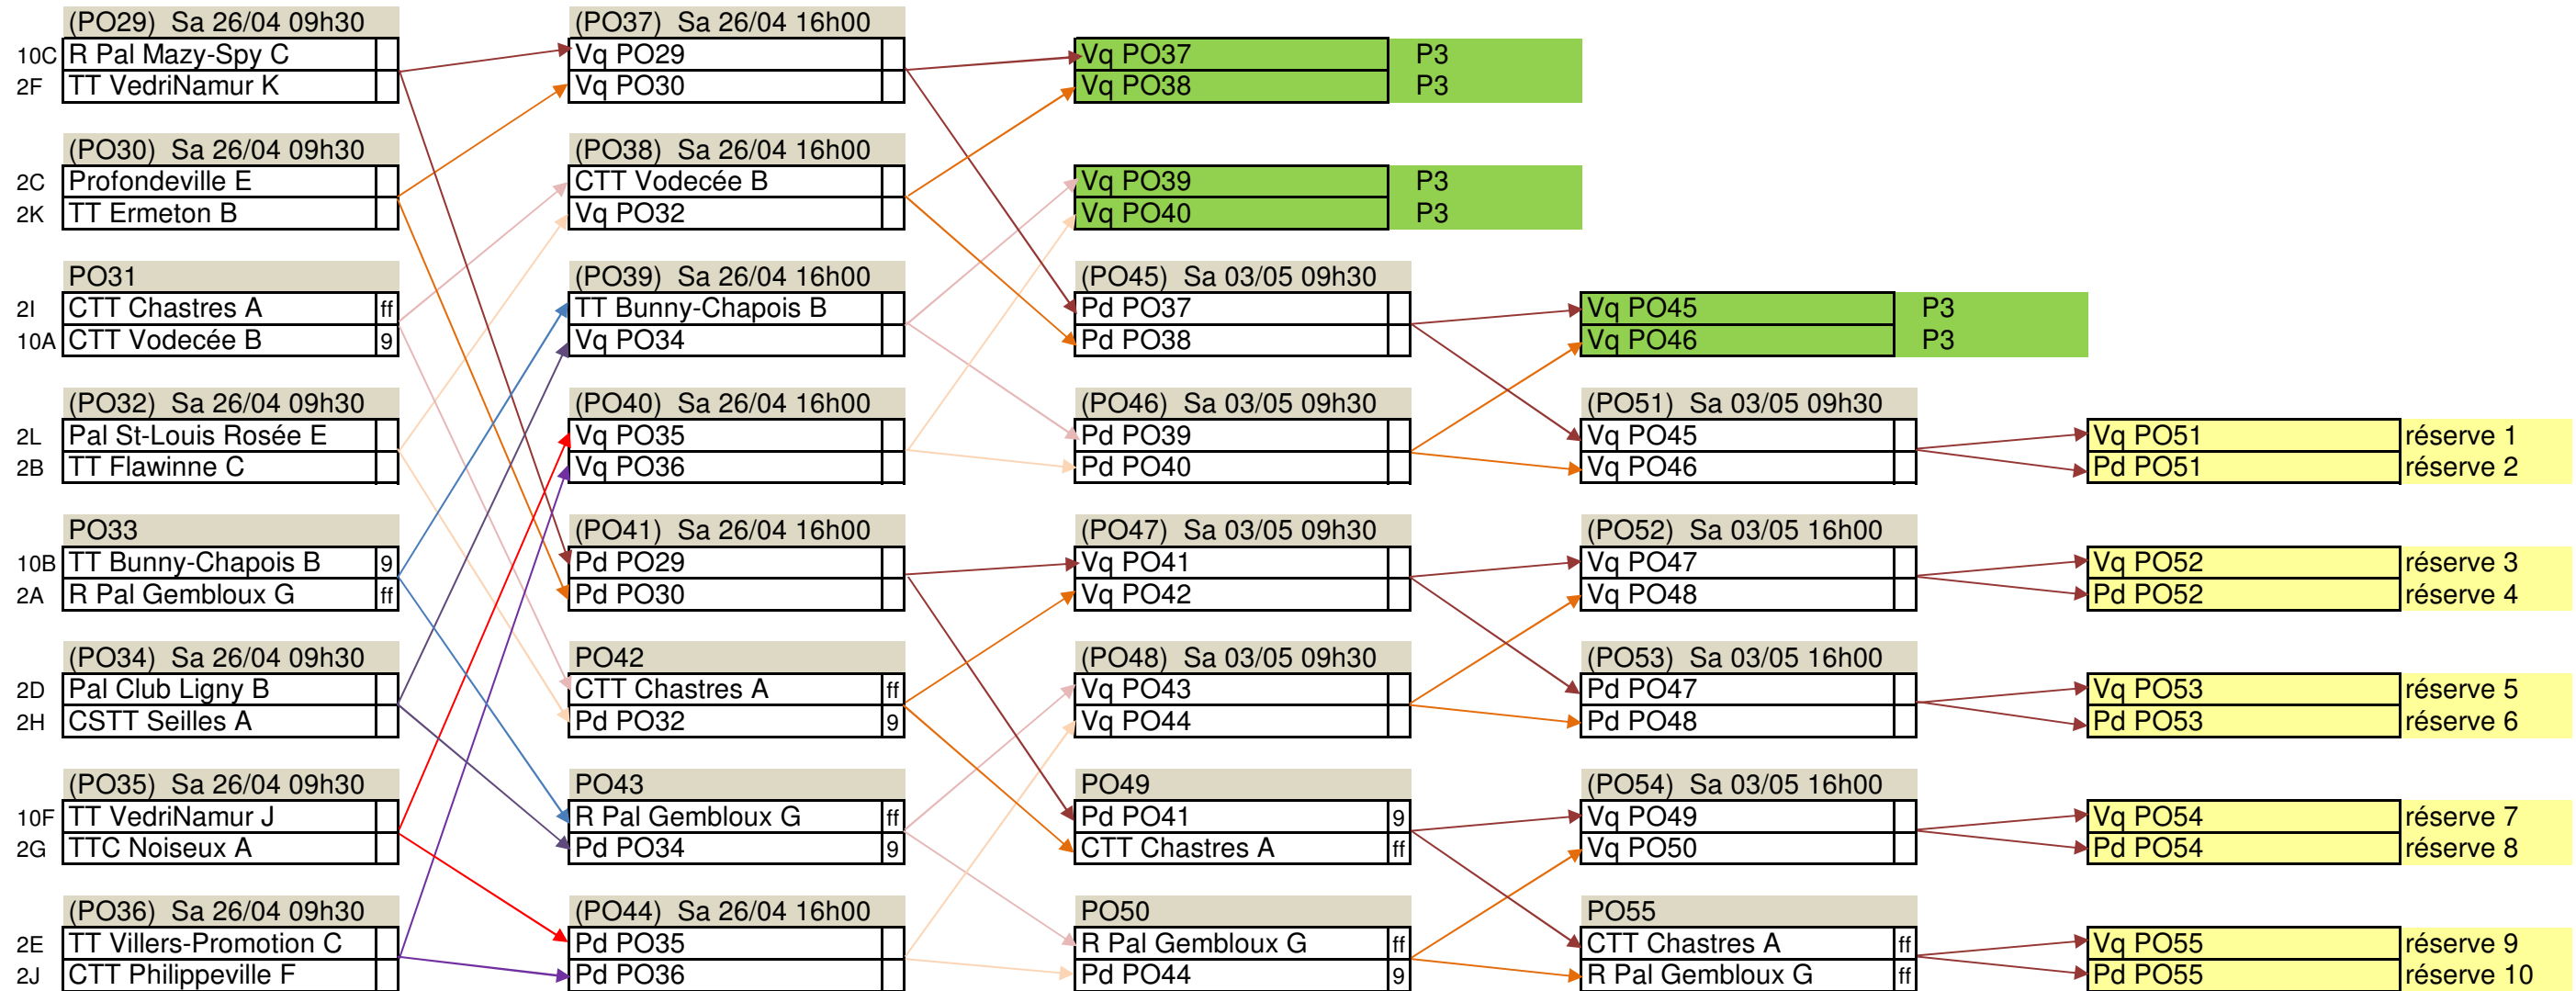 (PO29) Sa 26/04 09h30
10C R Pal Mazy-Spy C
2F TT VedriNamur K
(PO30) Sa 26/04 09h30
2C Profondeville E
2K TT Ermeton B
PO31
2I CTT Chastres A ff
10A CTT Vodecée B 9
(PO32) Sa 26/04 09h30
2L Pal St-Louis Rosée E
2B TT Flawinne C
PO33
10B TT Bunny-Chapois B 9
2A R Pal Gembloux G ff
(PO34) Sa 26/04 09h30
2D Pal Club Ligny B
2H CSTT Seilles A
(PO35) Sa 26/04 09h30
10F TT VedriNamur J
2G TTC Noiseux A
(PO36) Sa 26/04 09h30
2E TT Villers-Promotion C
2J CTT Philippeville F
(PO37) Sa 26/04 16h00
Vq PO29
Vq PO30
(PO38) Sa 26/04 16h00
CTT Vodecée B
Vq PO32
(PO39) Sa 26/04 16h00
TT Bunny-Chapois B
Vq PO34
(PO40) Sa 26/04 16h00
Vq PO35
Vq PO36
(PO41) Sa 26/04 16h00
Pd PO29
Pd PO30
PO42
CTT Chastres A ff
Pd PO32 9
PO43
R Pal Gembloux G ff
Pd PO34 9
(PO44) Sa 26/04 16h00
Pd PO35
Pd PO36
Vq PO37 P3
Vq PO38 P3
Vq PO39 P3
Vq PO40 P3
(PO45) Sa 03/05 09h30
Pd PO37
Pd PO38
(PO46) Sa 03/05 09h30
Pd PO39
Pd PO40
(PO47) Sa 03/05 09h30
Vq PO41
Vq PO42
(PO48) Sa 03/05 09h30
Vq PO43
Vq PO44
PO49
Pd PO41 9
CTT Chastres A ff
PO50
R Pal Gembloux G ff
Pd PO44 9
Vq PO45 P3
Vq PO46 P3
(PO51) Sa 03/05 09h30
Vq PO45
Vq PO46
(PO52) Sa 03/05 16h00
Vq PO47
Vq PO48
(PO53) Sa 03/05 16h00
Pd PO47
Pd PO48
(PO54) Sa 03/05 16h00
Vq PO49
Vq PO50
PO55
CTT Chastres A ff
R Pal Gembloux G ff
Vq PO51 réserve 1
Pd PO51 réserve 2
Vq PO52 réserve 3
Pd PO52 réserve 4
Vq PO53 réserve 5
Pd PO53 réserve 6
Vq PO54 réserve 7
Pd PO54 réserve 8
Vq PO55 réserve 9
Pd PO55 réserve 10